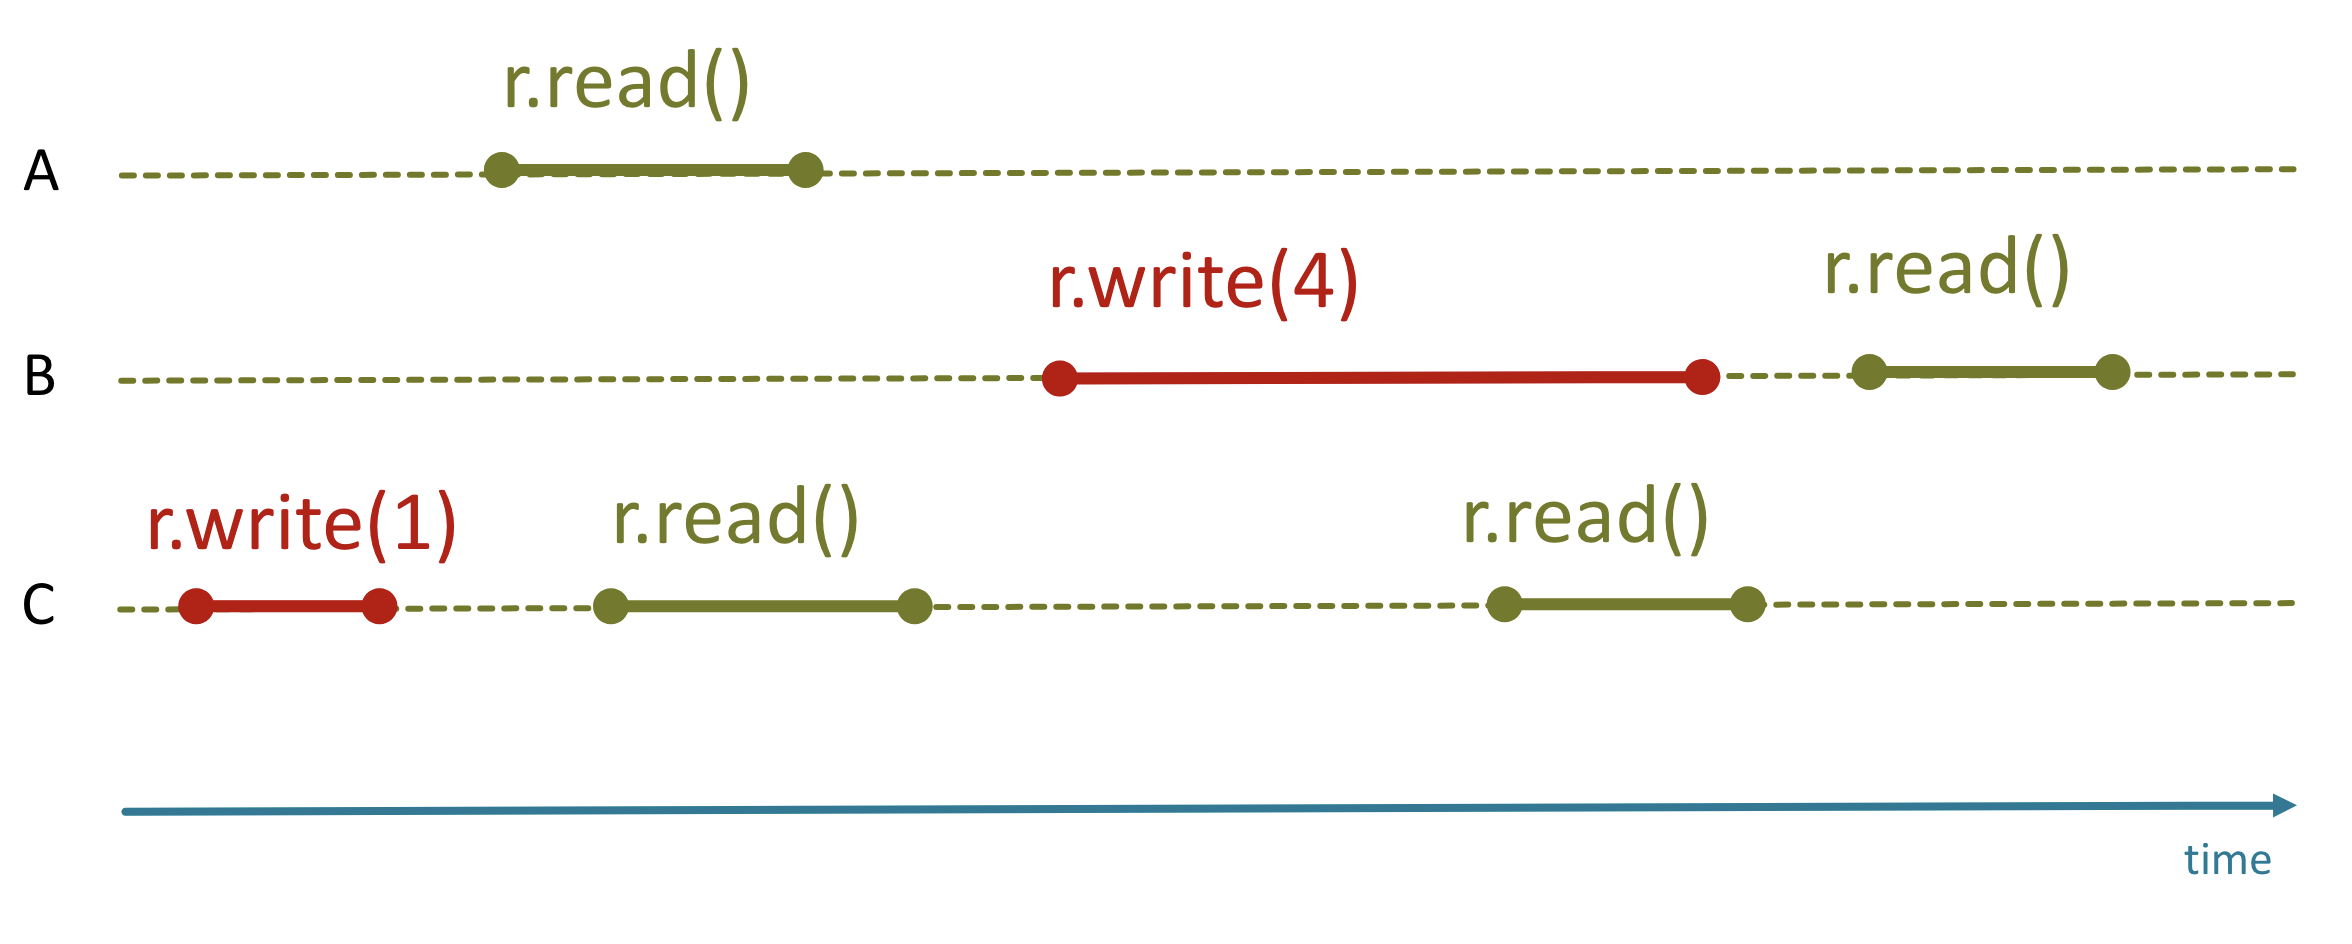 r.read()
A
r.write(4) r.read()
B
r.write(1) r.read() r.read()
C
time